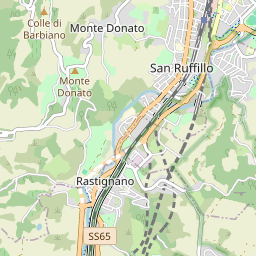 Colle di
Barbiano
Monte Donato
San Ruffillo
Monte
Donato
Rastignano
SS65